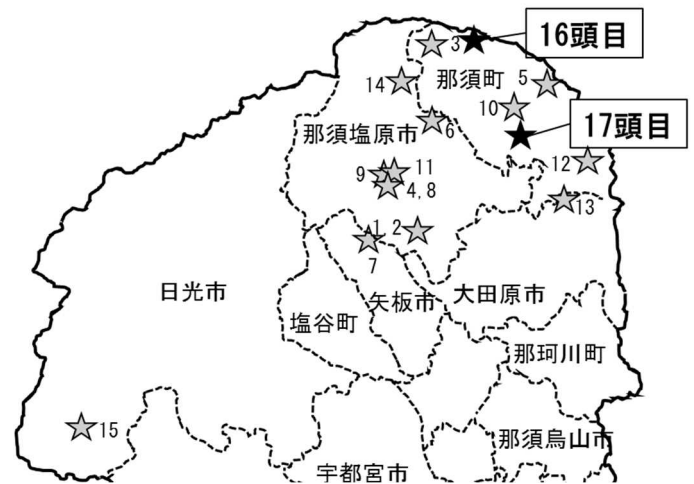 16頭目
3
那須町
5
14
10
17頭目
那須塩原市
6
12
9
11
4,8
13
1
2
7
日光市
矢板市
大田原市
塩谷町
那珂川町
15
那須烏山市
宇都宮市